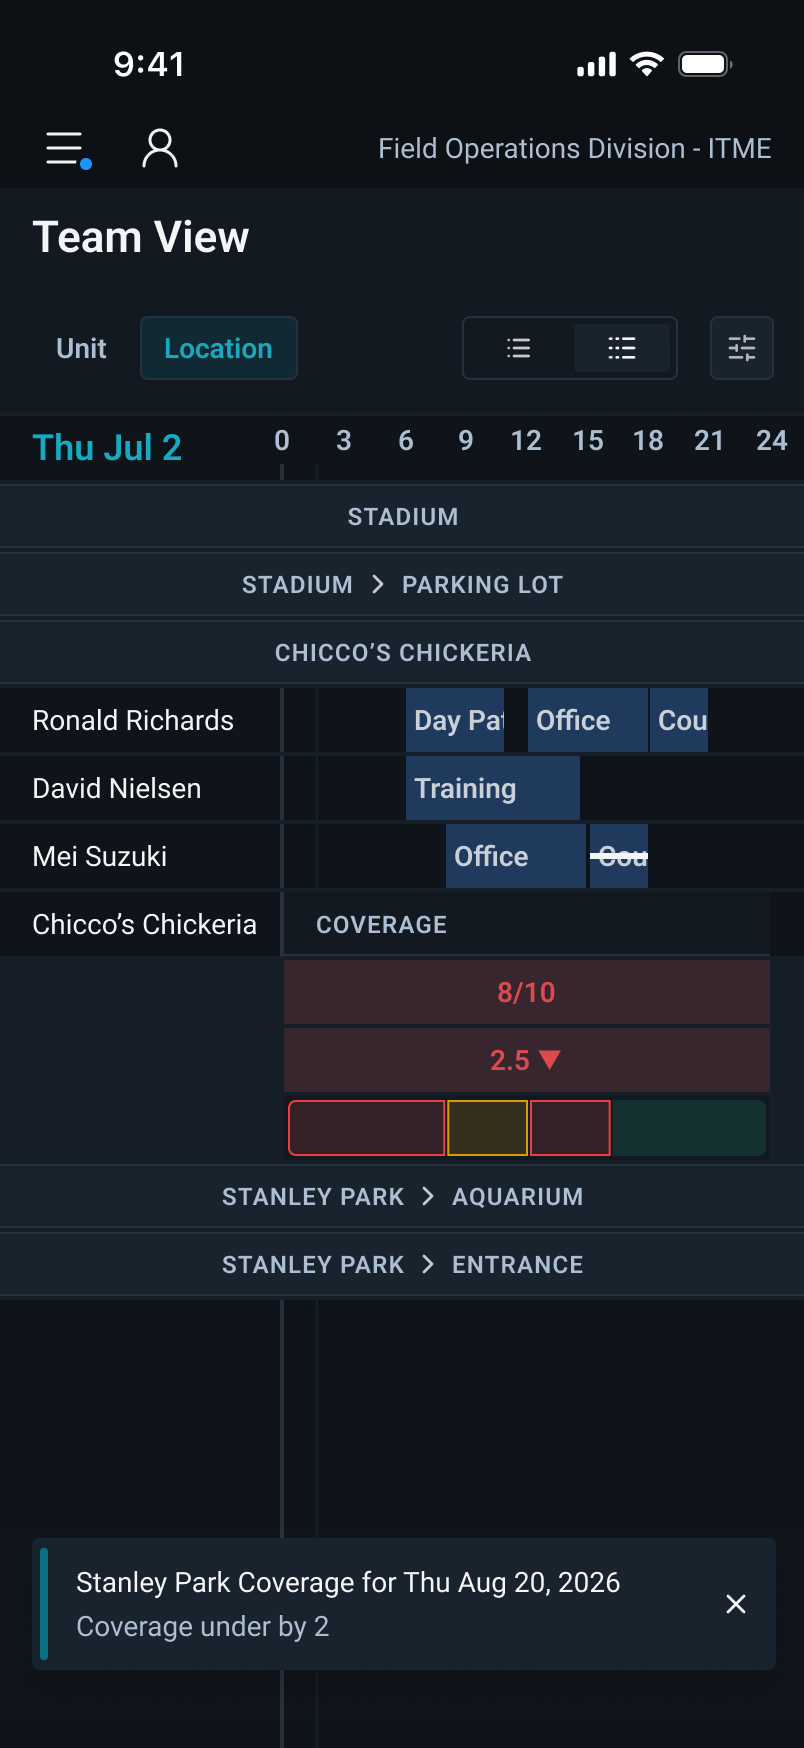 9:41
Field Operations Division - ITME
Team View
Unit Location
Thu Jul 2 0 3 6 9 12 15 18 21 24
STADIUM
STADIUM > PARKING LOT
CHICCO’S CHICKERIA
Ronald Richards Day Pat Office Cou
David Nielsen Training
Mei Suzuki Office Cou
Chicco’s Chickeria COVERAGE
8/10
2.5 ▼
STANLEY PARK > AQUARIUM
STANLEY PARK > ENTRANCE
Stanley Park Coverage for Thu Aug 20, 2026
Coverage under by 2